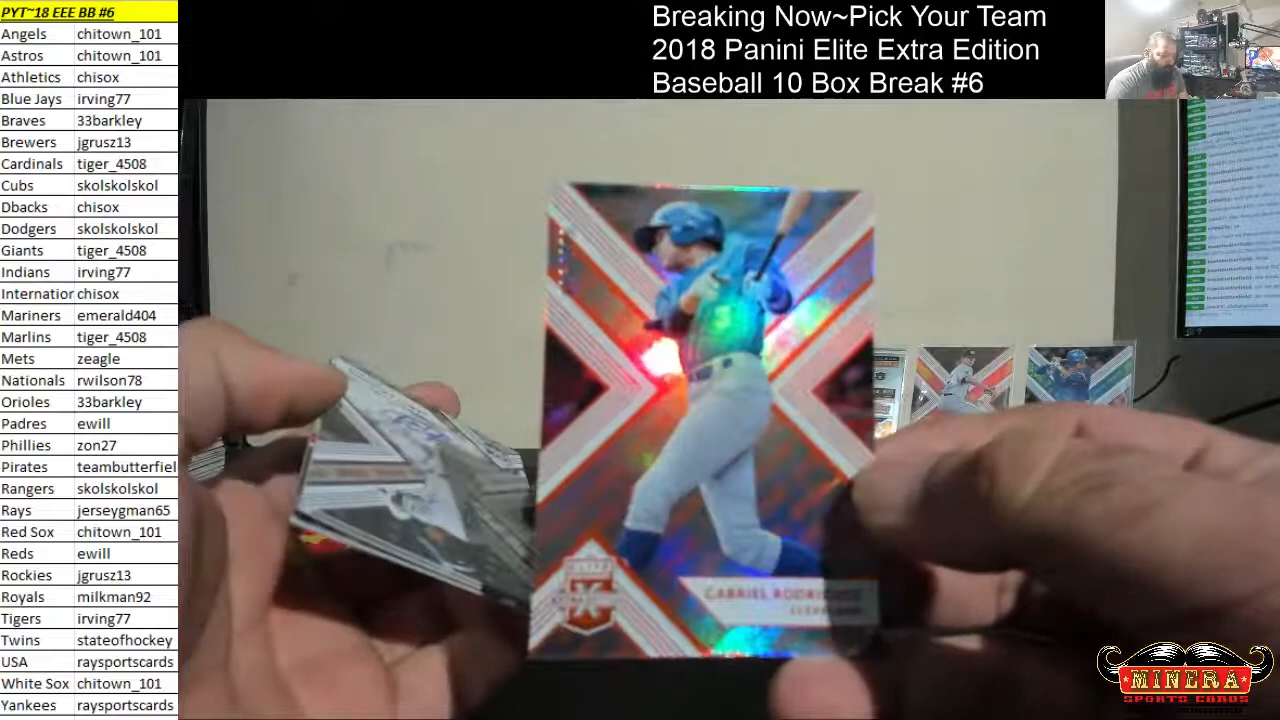 PYT~18 EEE BB #6
Angels chitown_101
Astros chitown_101
Athletics chisox
Blue Jays irving77
Braves 33barkley
Brewers jgrusz13
Cardinals tiger_4508
Cubs skolskolskol
Dbacks chisox
Dodgers skolskolskol
Giants tiger_4508
Indians irving77
Internatior chisox
Mariners emerald404
Marlins tiger_4508
Mets zeagle
Nationals rwilson78
Orioles 33barkley
Padres ewill
Phillies zon27
Pirates teambutterfiel
Rangers skolskolskol
Rays jerseygman65
Red Sox chitown_101
Reds ewill
Rockies jgrusz13
Royals milkman92
Tigers irving77
Twins stateofhockey
USA raysportscards
White Sox chitown_101
Yankees raysportscards
Breaking Now~Pick Your Team
2018 Panini Elite Extra Edition
Baseball 10 Box Break #6
GABRIEL RODRIGUEZ
CLEVELAND
MINERA
SPORTS CARDS